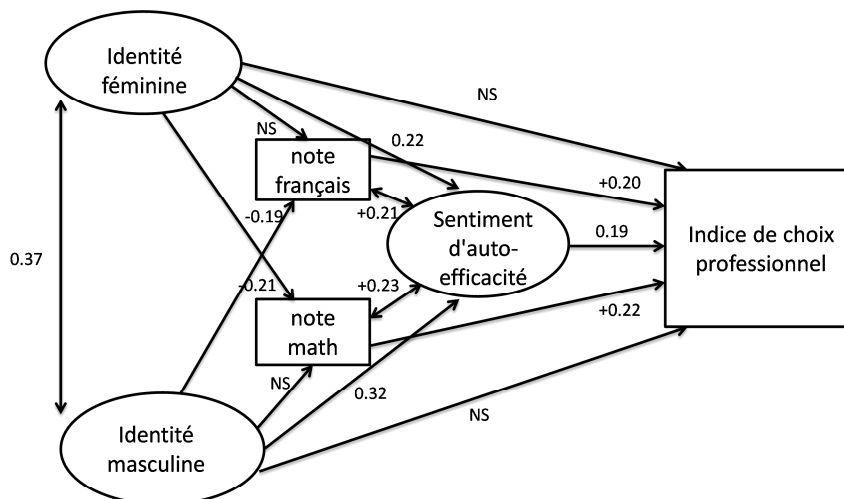 Identité
féminine
NS
NS
0.22
note
français
+0.20
-0.19
+0.21
Sentiment
d'auto-
efficacité
0.19
Indice de choix
professionnel
0.37
-0.21
+0.23
note
math
+0.22
NS
0.32
NS
Identité
masculine